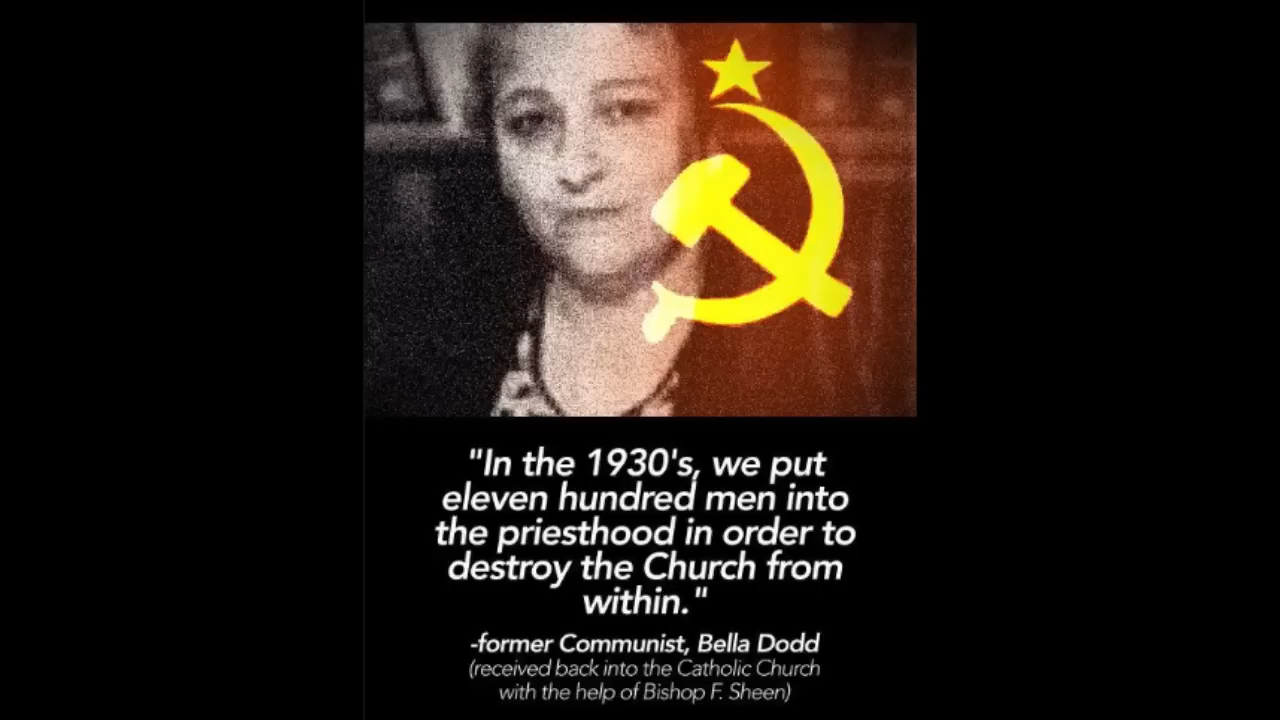 "In the 1930's, we put
eleven hundred men into
the priesthood in order to
destroy the Church from
within."
-former Communist, Bella Dodd
(received back into the Catholic Church
with the help of Bishop F. Sheen)